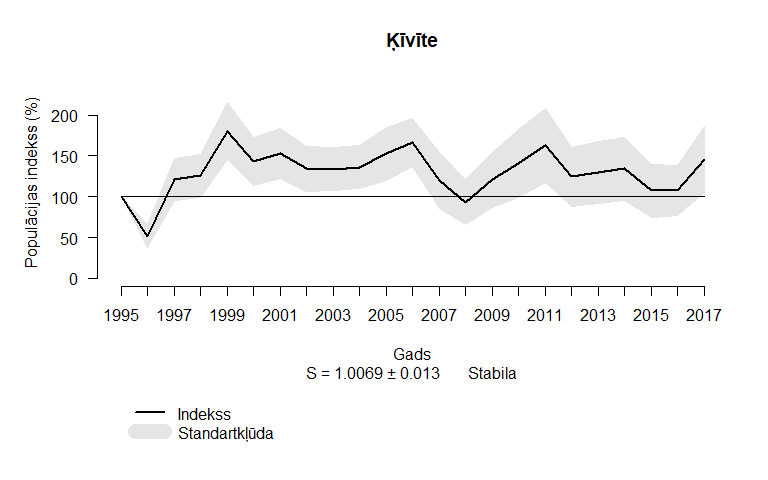 Ķīvīte
Populācijas indekss (%)
200
150
100
50
0
1995 1997 1999 2001 2003 2005 2007 2009 2011 2013 2015 2017
Gads
S = 1.0069 ± 0.013 Stabila
Indekss
Standartkļūda